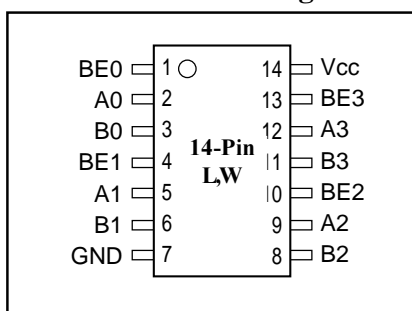 BE0 1 14 Vcc
A0 2 13 BE3
B0 3 12 A3
14-Pin
BE1 4 11 B3
L,W
A1 5 10 BE2
B1 6 9 A2
GND 7 8 B2